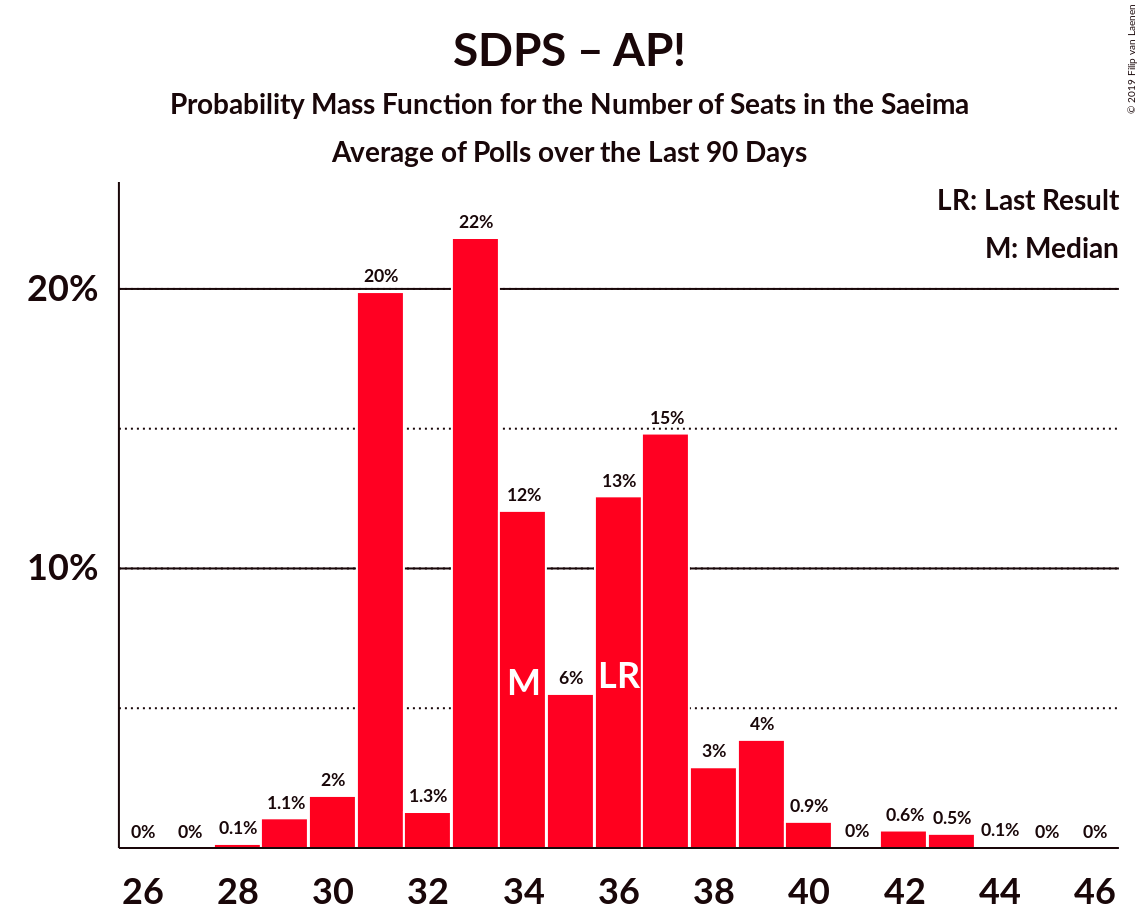 SDPS – AP!
Probability Mass Function for the Number of Seats in the Saeima
Average of Polls over the Last 90 Days
© 2019 Filip van Laenen
LR: Last Result
M: Median
20%
10%
0%
0%
0.1%
1.1%
2%
20%
1.3%
22%
12%
6%
13%
15%
3%
4%
0.9%
0%
0.6%
0.5%
0.1%
0%
0%
M
LR
26 28 30 32 34 36 38 40 42 44 46